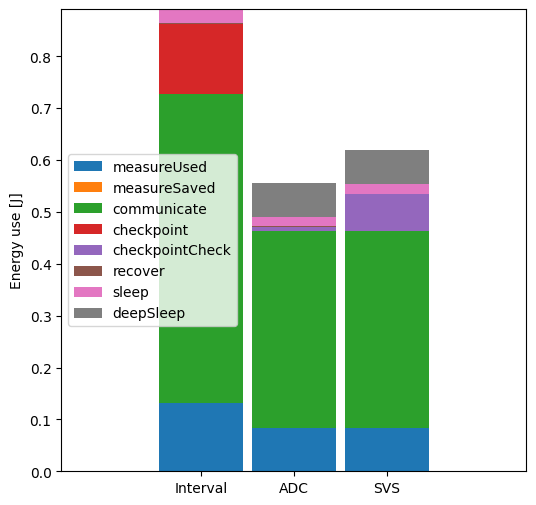 Energy use [J]
0.8
0.7
0.6
0.5
0.4
0.3
0.2
0.1
0.0
measureUsed
measureSaved
communicate
checkpoint
checkpointCheck
recover
sleep
deepSleep
Interval ADC SVS